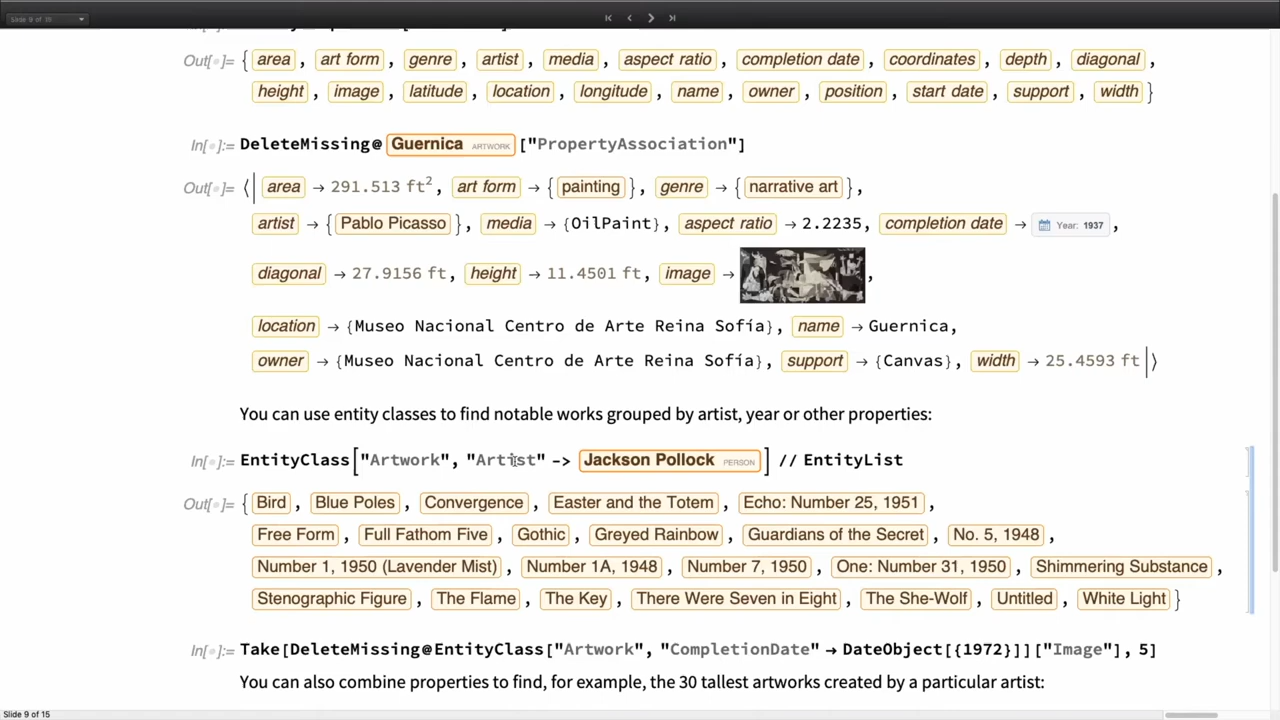 Slide 9 of 15
Out[●]= { area , art form , genre , artist , media , aspect ratio , completion date , coordinates , depth , diagonal ,
height , image , latitude , location , longitude , name , owner , position , start date , support , width }
In[●]:= DeleteMissing@ Guernica ARTWORK ["PropertyAssociation"]
Out[●]= <| area → 291.513 ft² , art form → { painting } , genre → { narrative art } ,
artist → { Pablo Picasso } , media → {OilPaint}, aspect ratio → 2.2235, completion date → Year: 1937 ,
diagonal → 27.9156 ft , height → 11.4501 ft , image → ,
location → {Museo Nacional Centro de Arte Reina Sofía}, name → Guernica,
owner → {Museo Nacional Centro de Arte Reina Sofía}, support → {Canvas}, width → 25.4593 ft |>
You can use entity classes to find notable works grouped by artist, year or other properties:
In[●]:= EntityClass["Artwork", "Artist" -> Jackson Pollock PERSON ] // EntityList
Out[●]= { Bird , Blue Poles , Convergence , Easter and the Totem , Echo: Number 25, 1951 ,
Free Form , Full Fathom Five , Gothic , Greyed Rainbow , Guardians of the Secret , No. 5, 1948 ,
Number 1, 1950 (Lavender Mist) , Number 1A, 1948 , Number 7, 1950 , One: Number 31, 1950 , Shimmering Substance ,
Stenographic Figure , The Flame , The Key , There Were Seven in Eight , The She-Wolf , Untitled , White Light }
In[●]:= Take[DeleteMissing@EntityClass["Artwork", "CompletionDate" → DateObject[{1972}]]["Image"], 5]
You can also combine properties to find, for example, the 30 tallest artworks created by a particular artist:
Slide 9 of 15